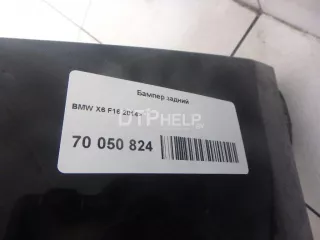 Бампер задний
BMW X6 F16 2014>
DTPHELP
70 050 824